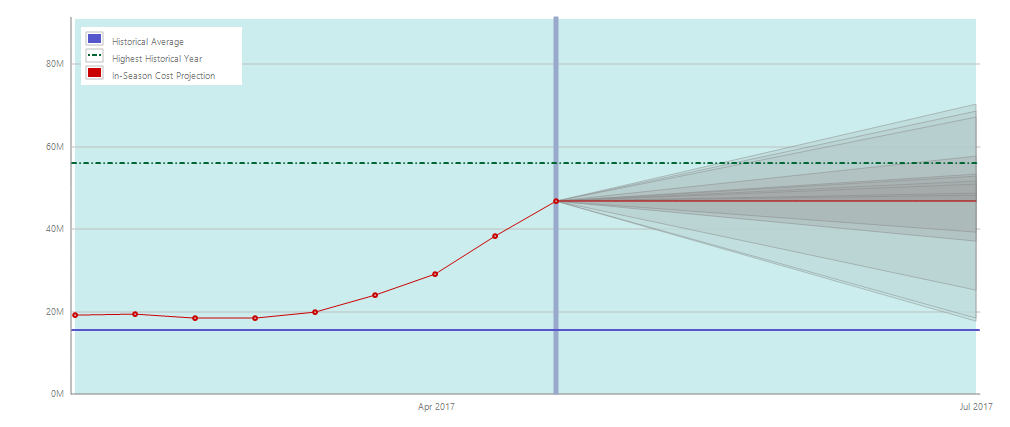 Historical Average
Highest Historical Year
In-Season Cost Projection
80M
60M
40M
20M
0M
Apr 2017
Jul 2017